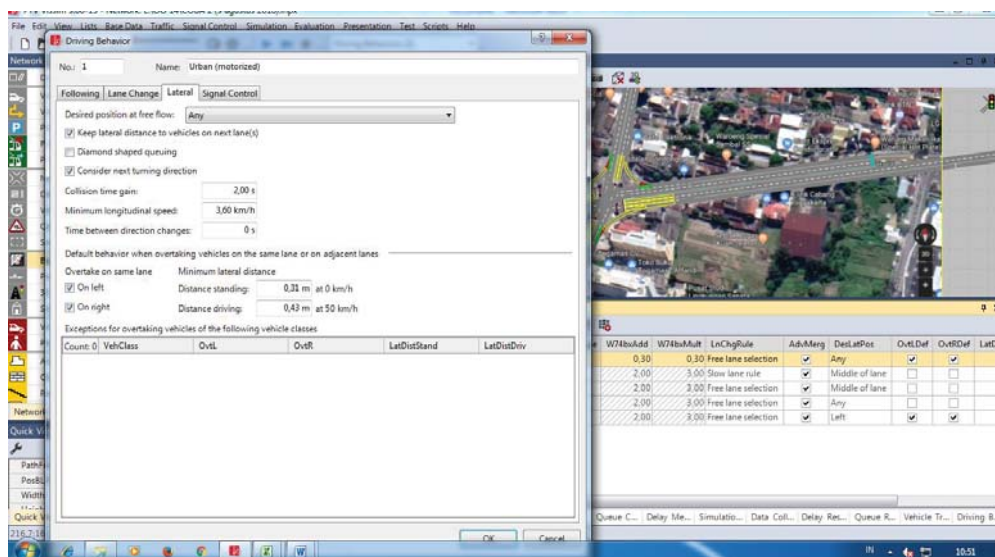 File Edit View Lists Base Data Traffic Signal Control Simulation Evaluation Presentation Test Scripts Help
Driving Behavior
No.: 1 Name: Urban (motorized)
Following Lane Change Lateral Signal Control
Desired position at free flow: Any
Keep lateral distance to vehicles on next lane(s)
Diamond shaped queuing
Consider next turning direction
Collision time gain: 2,00 s
Minimum longitudinal speed: 3,60 km/h
Time between direction changes: 0 s
Default behavior when overtaking vehicles on the same lane or on adjacent lanes
Overtake on same lane Minimum lateral distance
On left Distance standing: 0,31 m at 0 km/h
On right Distance driving: 0,43 m at 50 km/h
Exceptions for overtaking vehicles of the following vehicle classes
Count: 0 VehClass OvtL OvtR LatDistStand LatDistDriv
OK Cancel
W74bxAdd W74bxMult LnChgRule AdvMerg DesLatPos OvtLDef OvtRDef
0,30 0,30 Free lane selection Any
2,00 3,00 Slow lane rule Middle of lane
2,00 3,00 Free lane selection Middle of lane
2,00 3,00 Free lane selection Any
2,00 3,00 Free lane selection Left
Queue C... Delay Me... Simulatio... Data Coll... Delay Res... Queue R... Vehicle Tr... Driving B
Network
Quick V
PathF
PosBL
Width
Quick V
IN 10:51